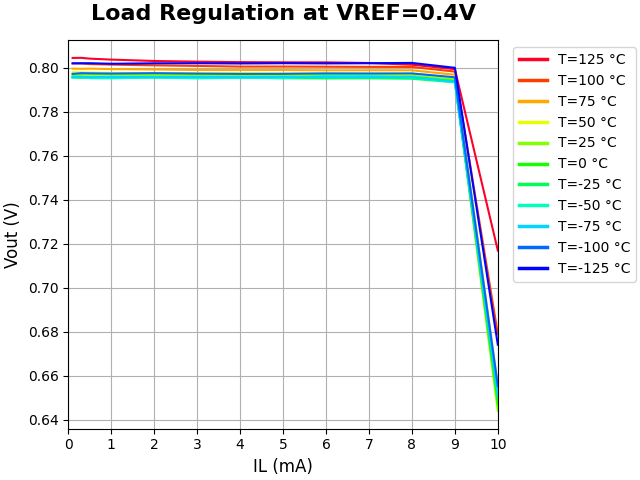 Load Regulation at VREF=0.4V
Vout (V)
0.80
0.78
0.76
0.74
0.72
0.70
0.68
0.66
0.64
0 1 2 3 4 5 6 7 8 9 10
IL (mA)
T=125 °C
T=100 °C
T=75 °C
T=50 °C
T=25 °C
T=0 °C
T=-25 °C
T=-50 °C
T=-75 °C
T=-100 °C
T=-125 °C